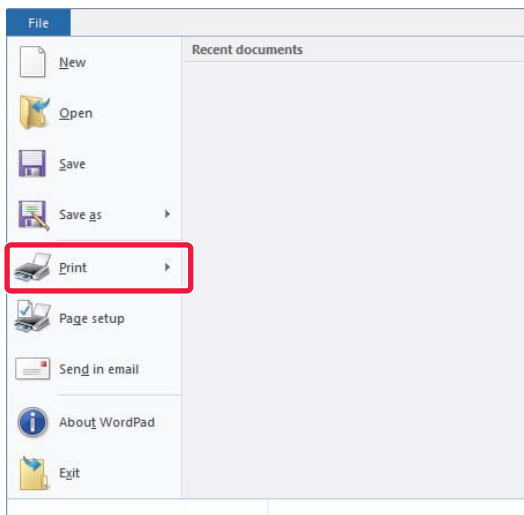 File
Recent documents
New
Open
Save
Save as
Print
Page setup
Send in email
About WordPad
Exit